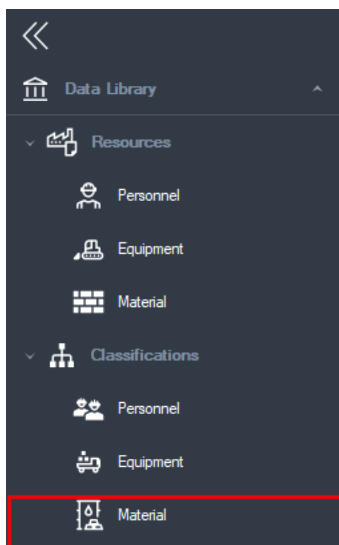 Data Library
Resources
Personnel
Equipment
Material
Classifications
Personnel
Equipment
Material